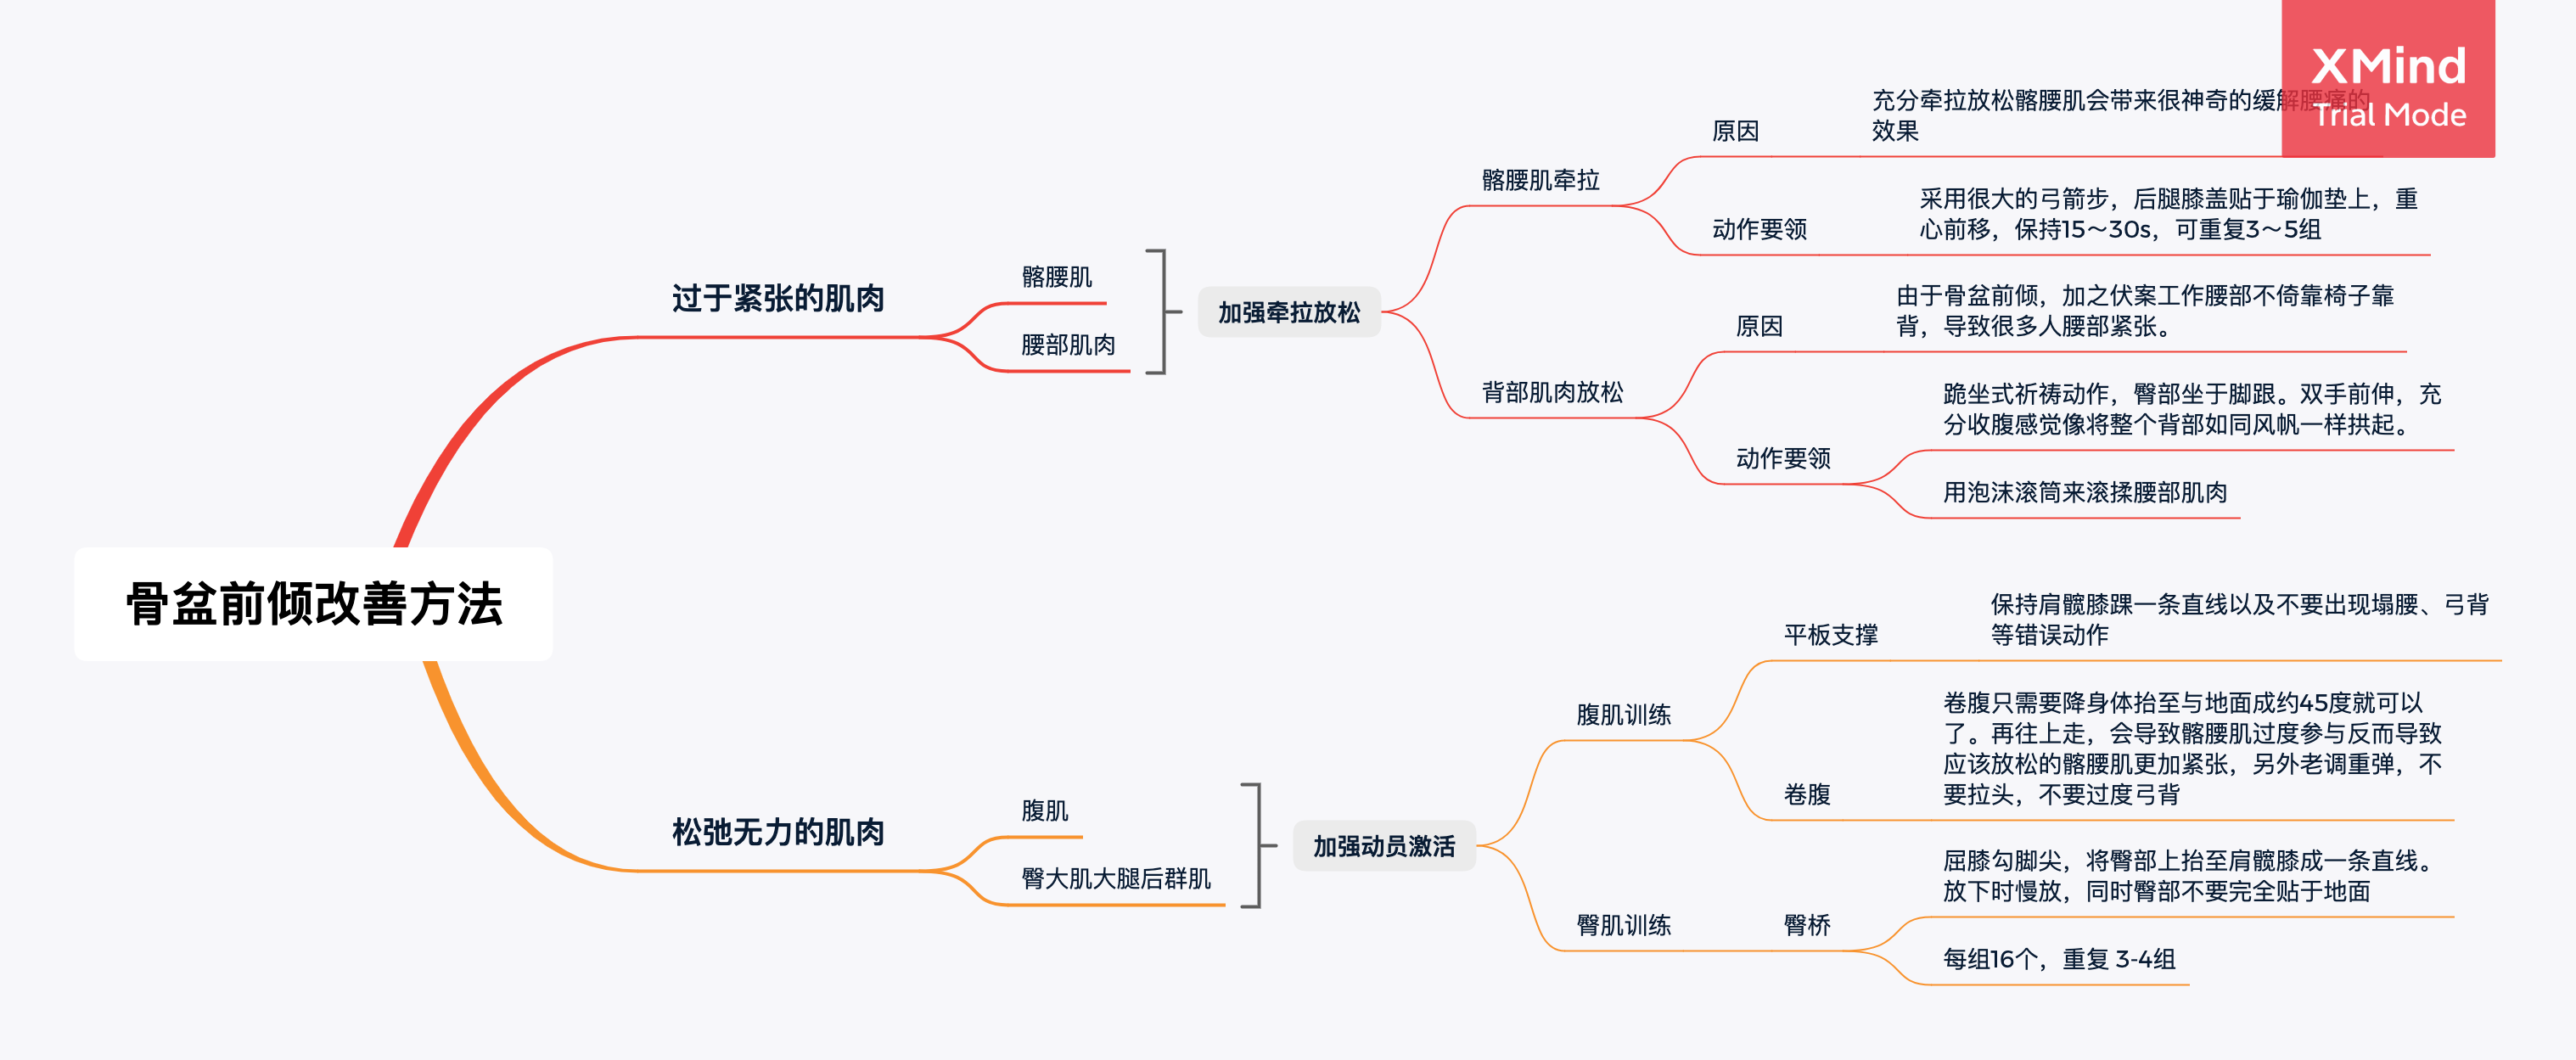 XMind
Trial Mode
充分牵拉放松髂腰肌会带来很神奇的缓解腰痛的
效果
原因
髂腰肌牵拉
采用很大的弓箭步，后腿膝盖贴于瑜伽垫上，重
心前移，保持15～30s，可重复3～5组
动作要领
过于紧张的肌肉
髂腰肌
腰部肌肉
加强牵拉放松
由于骨盆前倾，加之伏案工作腰部不倚靠椅子靠
背，导致很多人腰部紧张。
原因
背部肌肉放松
跪坐式祈祷动作，臀部坐于脚跟。双手前伸，充
分收腹感觉像将整个背部如同风帆一样拱起。
动作要领
用泡沫滚筒来滚揉腰部肌肉
骨盆前倾改善方法
保持肩髋膝踝一条直线以及不要出现塌腰、弓背
等错误动作
平板支撑
腹肌训练
卷腹只需要降身体抬至与地面成约45度就可以
了。再往上走，会导致髂腰肌过度参与反而导致
应该放松的髂腰肌更加紧张，另外老调重弹，不
要拉头，不要过度弓背
卷腹
松弛无力的肌肉
腹肌
臀大肌大腿后群肌
加强动员激活
屈膝勾脚尖，将臀部上抬至肩髋膝成一条直线。
放下时慢放，同时臀部不要完全贴于地面
臀肌训练
臀桥
每组16个，重复 3-4组